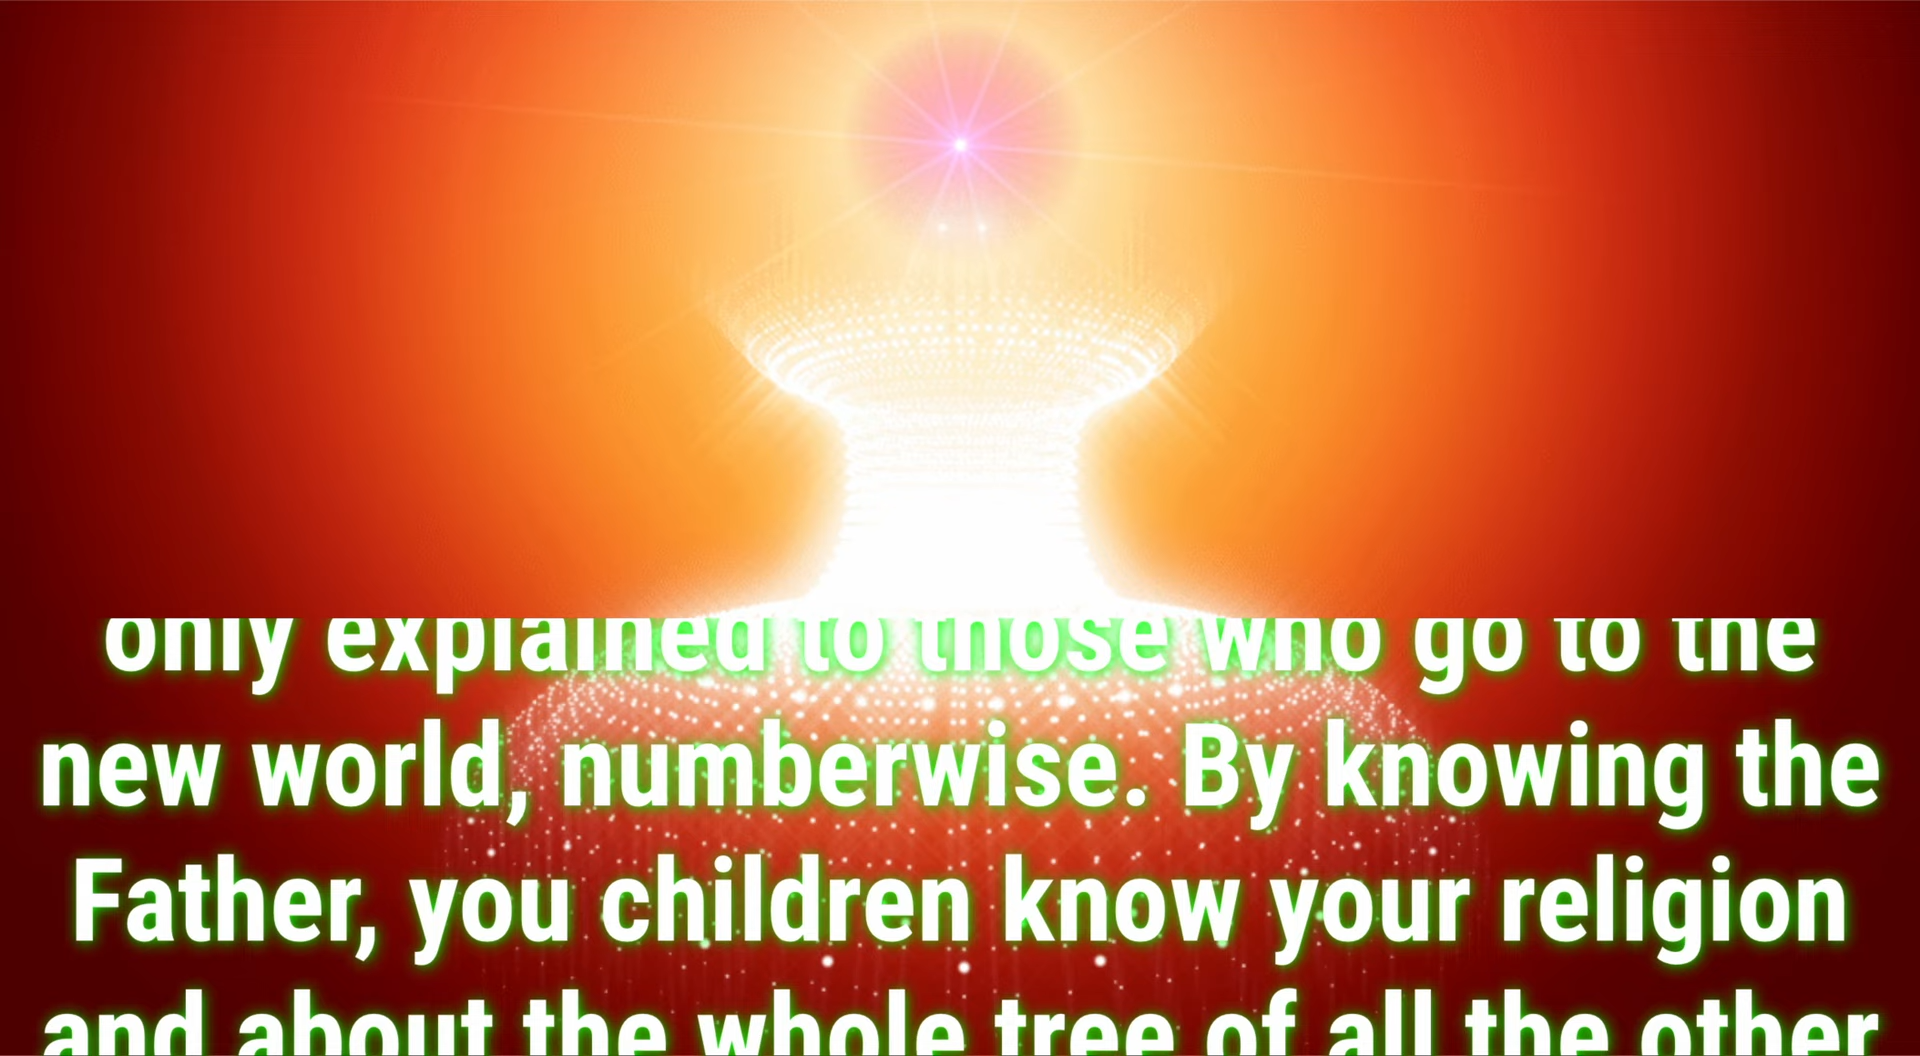 only explained to those who go to the
new world, numberwise. By knowing the
Father, you children know your religion
and about the whole tree of all the other